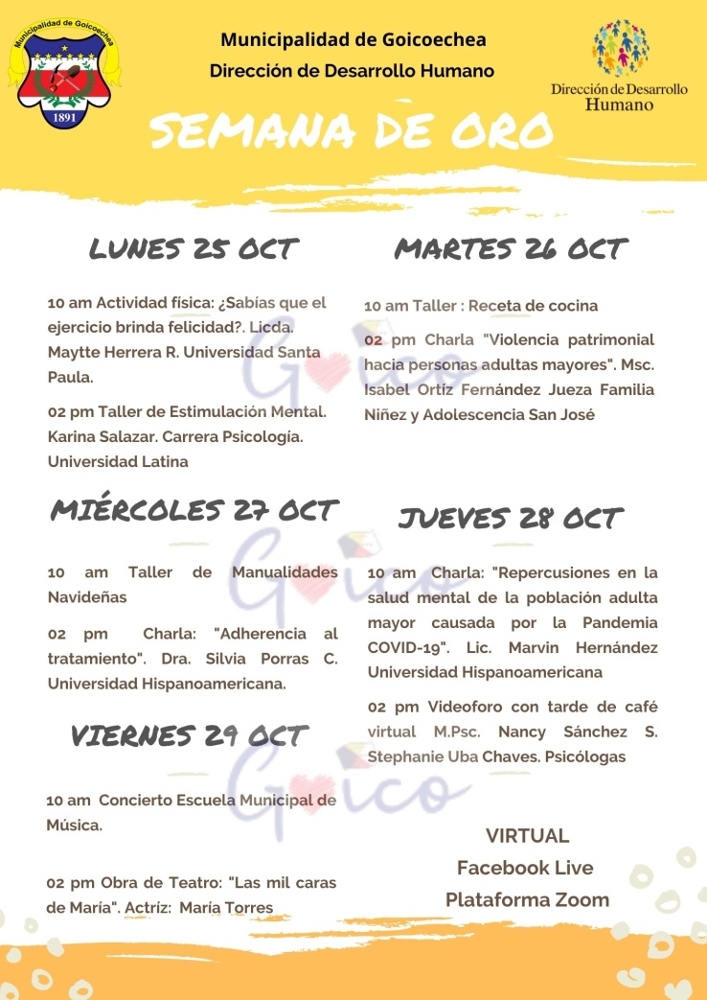 Municipalidad de Goicoechea
1891
Municipalidad de Goicoechea
Dirección de Desarrollo Humano
Dirección de Desarrollo
Humano
SEMANA DE ORO
LUNES 25 OCT
10 am Actividad física: ¿Sabías que el
ejercicio brinda felicidad?. Licda.
Maytte Herrera R. Universidad Santa
Paula.
02 pm Taller de Estimulación Mental.
Karina Salazar. Carrera Psicología.
Universidad Latina
MARTES 26 OCT
10 am Taller : Receta de cocina
02 pm Charla "Violencia patrimonial
hacia personas adultas mayores". Msc.
Isabel Ortíz Fernández Jueza Familia
Niñez y Adolescencia San José
Goico
MIÉRCOLES 27 OCT
10 am Taller de Manualidades
Navideñas
02 pm Charla: "Adherencia al
tratamiento". Dra. Silvia Porras C.
Universidad Hispanoamericana.
JUEVES 28 OCT
10 am Charla: "Repercusiones en la
salud mental de la población adulta
mayor causada por la Pandemia
COVID-19". Lic. Marvin Hernández
Universidad Hispanoamericana
02 pm Videoforo con tarde de café
virtual M.Psc. Nancy Sánchez S.
Stephanie Uba Chaves. Psicólogas
Goico
VIERNES 29 OCT
10 am Concierto Escuela Municipal de
Música.
02 pm Obra de Teatro: "Las mil caras
de María". Actríz: María Torres
Goico
VIRTUAL
Facebook Live
Plataforma Zoom